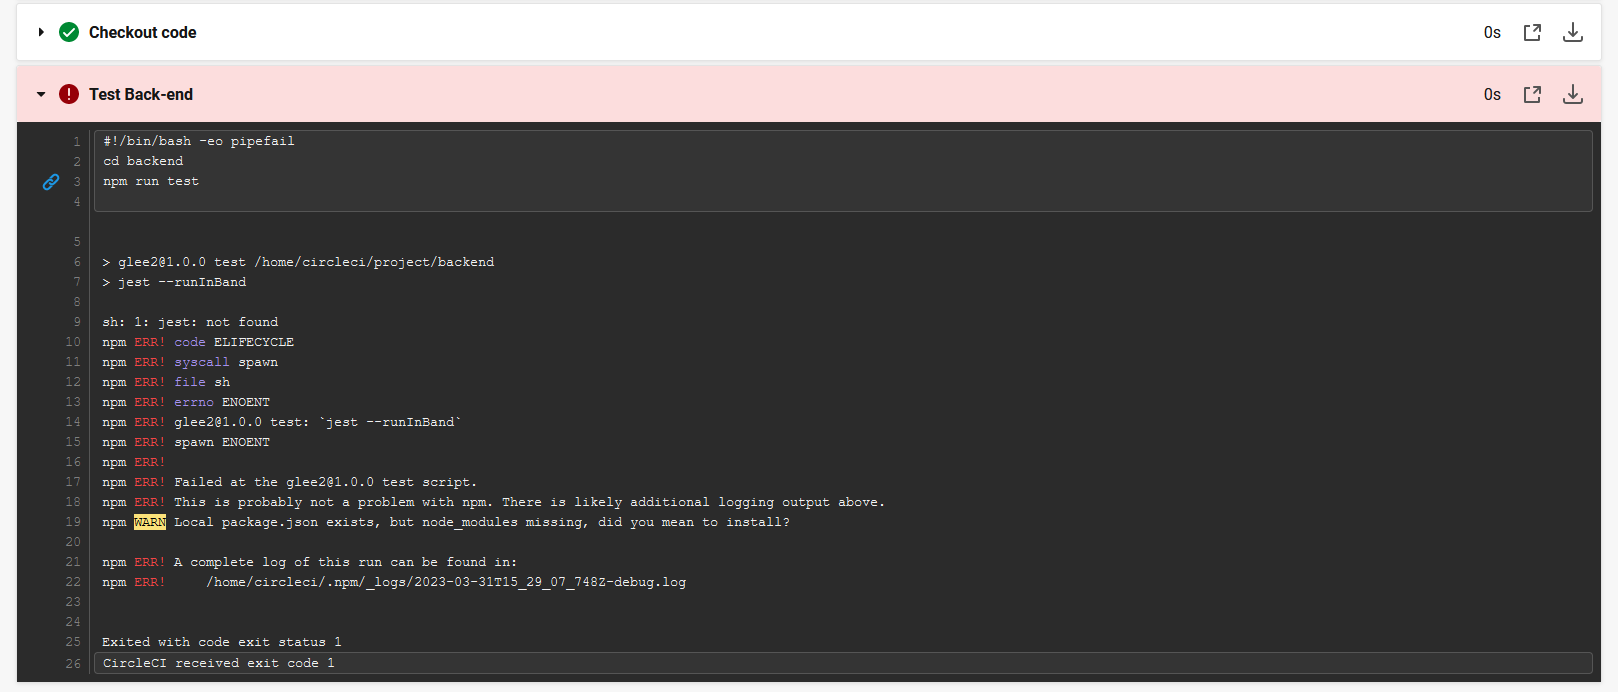 Checkout code 0s
Test Back-end 0s
1 #!/bin/bash -eo pipefail
2 cd backend
3 npm run test
4
5
6 > glee2@1.0.0 test /home/circleci/project/backend
7 > jest --runInBand
8
9 sh: 1: jest: not found
10 npm ERR! code ELIFECYCLE
11 npm ERR! syscall spawn
12 npm ERR! file sh
13 npm ERR! errno ENOENT
14 npm ERR! glee2@1.0.0 test: `jest --runInBand`
15 npm ERR! spawn ENOENT
16 npm ERR!
17 npm ERR! Failed at the glee2@1.0.0 test script.
18 npm ERR! This is probably not a problem with npm. There is likely additional logging output above.
19 npm WARN Local package.json exists, but node_modules missing, did you mean to install?
20
21 npm ERR! A complete log of this run can be found in:
22 npm ERR!     /home/circleci/.npm/_logs/2023-03-31T15_29_07_748Z-debug.log
23
24
25 Exited with code exit status 1
26 CircleCI received exit code 1